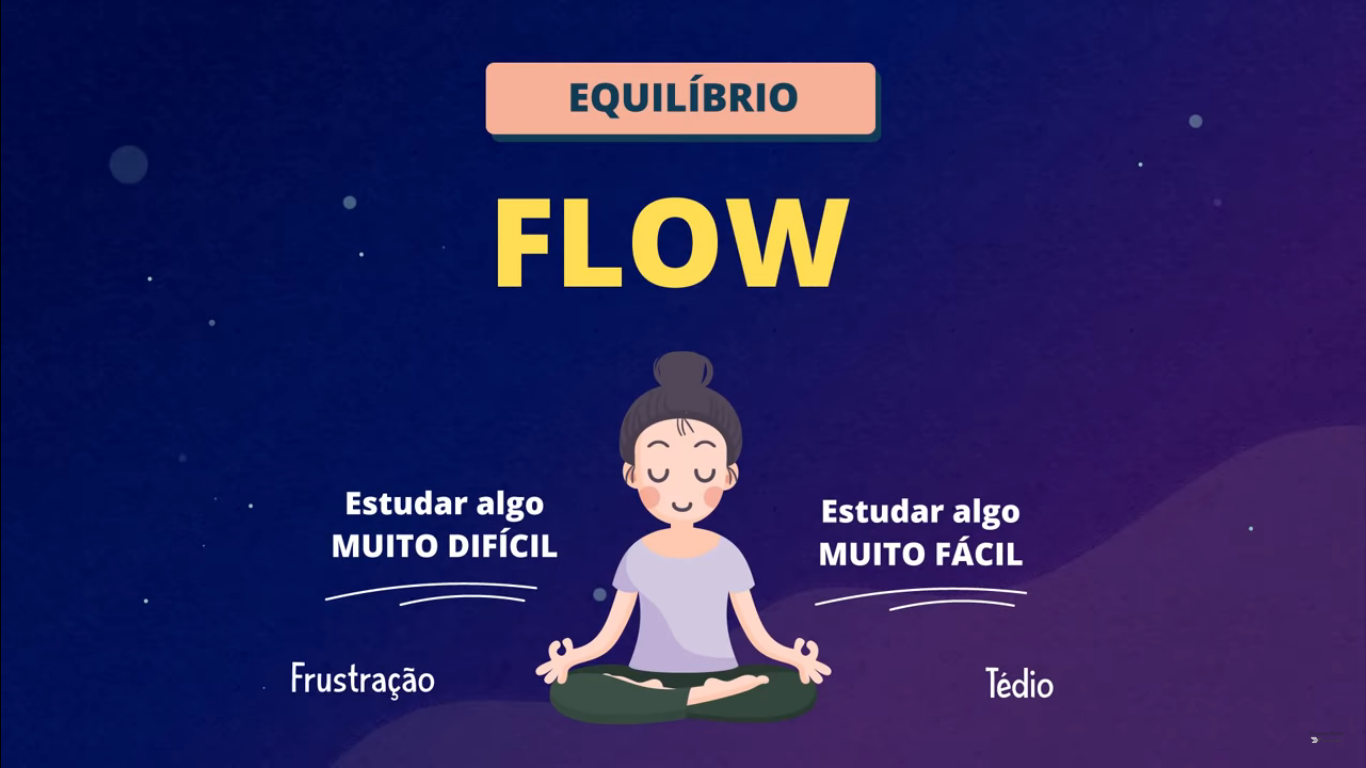 EQUILÍBRIO
FLOW
Estudar algo
MUITO DIFÍCIL
Estudar algo
MUITO FÁCIL
Frustração
Tédio